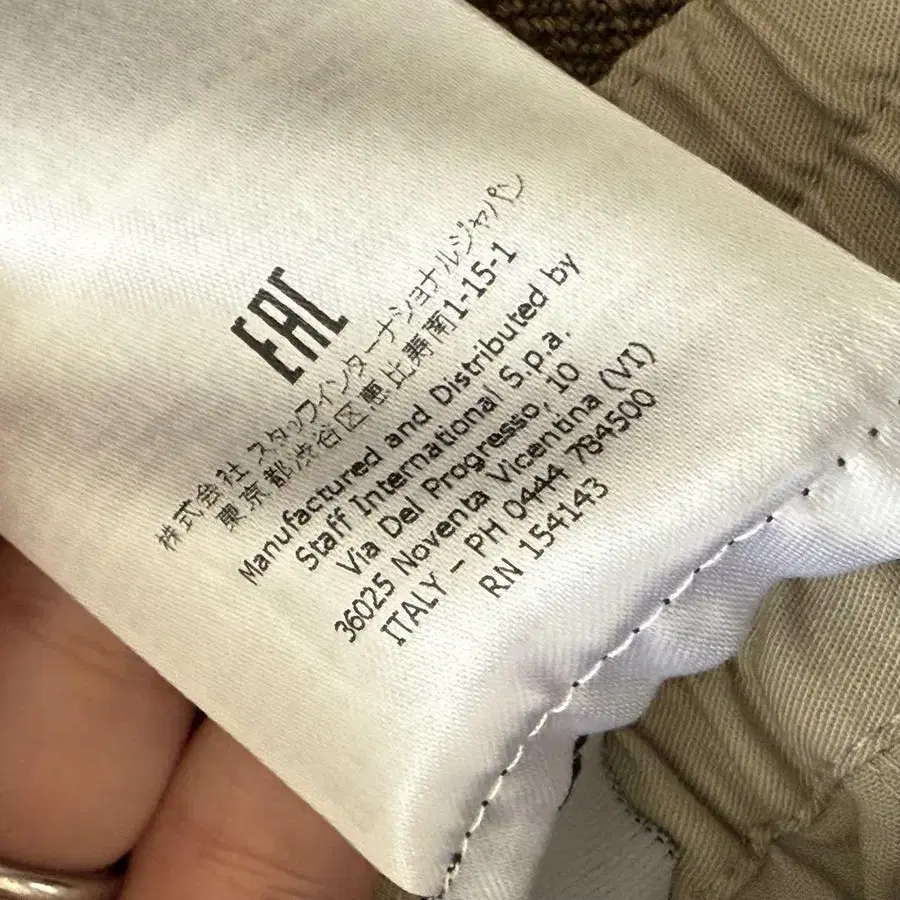 EAC
株式会社 スタッフインターナショナルジャパン
東京都渋谷区恵比寿南1-15-1
Manufactured and Distributed by
Staff International S.p.a.
Via Del Progresso, 10
36025 Noventa Vicentina (VI)
ITALY - PH 0444 784500
RN 154143